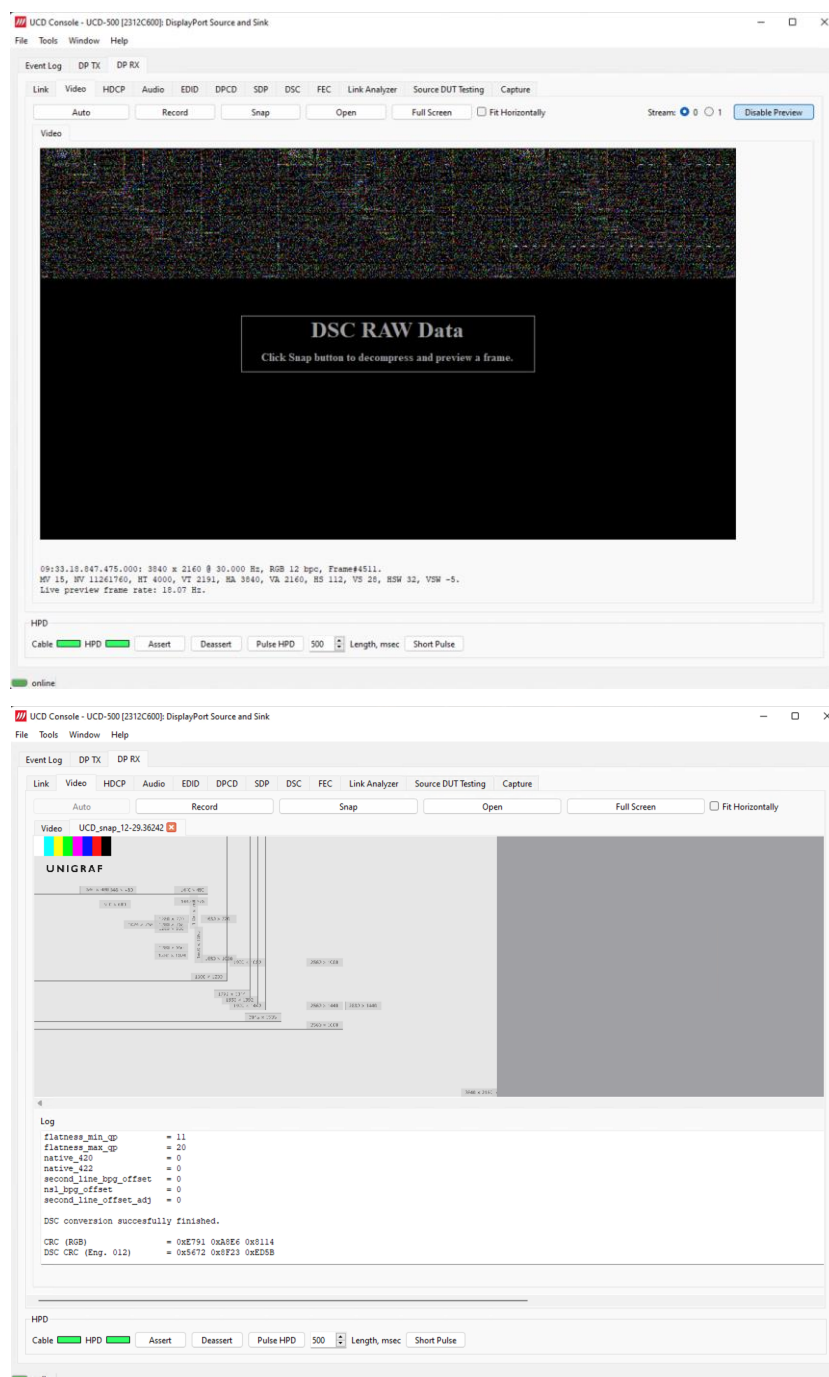 UCD Console - UCD-500 [2312C600]: DisplayPort Source and Sink
File Tools Window Help
Event Log DP TX DP RX
Link Video HDCP Audio EDID DPCD SDP DSC FEC Link Analyzer Source DUT Testing Capture
Auto Record Snap Open Full Screen Fit Horizontally Stream: 0 1 Disable Preview
Video
DSC RAW Data
Click Snap button to decompress and preview a frame.
09:33.18.847.475.000: 3840 x 2160 @ 30.000 Hz, RGB 12 bpc, Frame#4511.
MV 15, NV 11261760, HT 4000, VT 2191, HA 3840, VA 2160, HS 112, VS 28, HSW 32, VSW -5.
Live preview frame rate: 18.07 Hz.
HPD
Cable HPD Assert Deassert Pulse HPD 500 Length, msec Short Pulse
online
UCD Console - UCD-500 [2312C600]: DisplayPort Source and Sink
File Tools Window Help
Event Log DP TX DP RX
Link Video HDCP Audio EDID DPCD SDP DSC FEC Link Analyzer Source DUT Testing Capture
Auto Record Snap Open Full Screen Fit Horizontally
Video UCD_snap_12-29.36242
UNIGRAF
Log
flatness_min_qp = 11
flatness_max_qp = 20
native_420 = 0
native_422 = 0
second_line_bpg_offset = 0
nsl_bpg_offset = 0
second_line_offset_adj = 0
DSC conversion succesfully finished.
CRC (RGB) = 0xE791 0xA8E6 0x8114
DSC CRC (Eng. 012) = 0x5672 0x8F23 0xED5B
HPD
Cable HPD Assert Deassert Pulse HPD 500 Length, msec Short Pulse